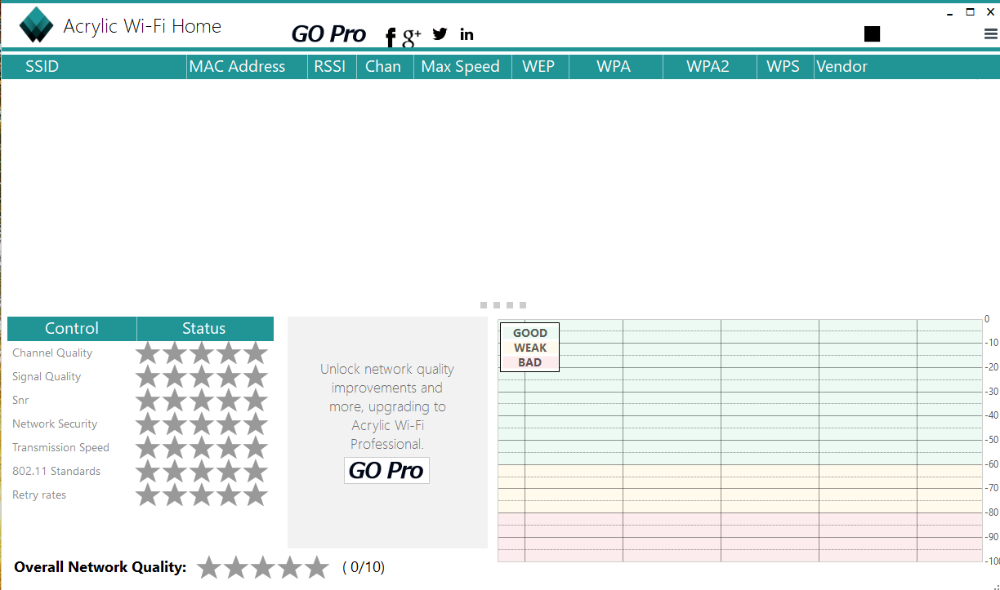 Acrylic Wi-Fi Home
GO Pro
SSID MAC Address RSSI Chan Max Speed WEP WPA WPA2 WPS Vendor
Control Status
Channel Quality
Signal Quality
Snr
Network Security
Transmission Speed
802.11 Standards
Retry rates
Unlock network quality
improvements and
more, upgrading to
Acrylic Wi-Fi
Professional.
GO Pro
GOOD
WEAK
BAD
0
-10
-20
-30
-40
-50
-60
-70
-80
-90
-100
Overall Network Quality: ( 0/10)